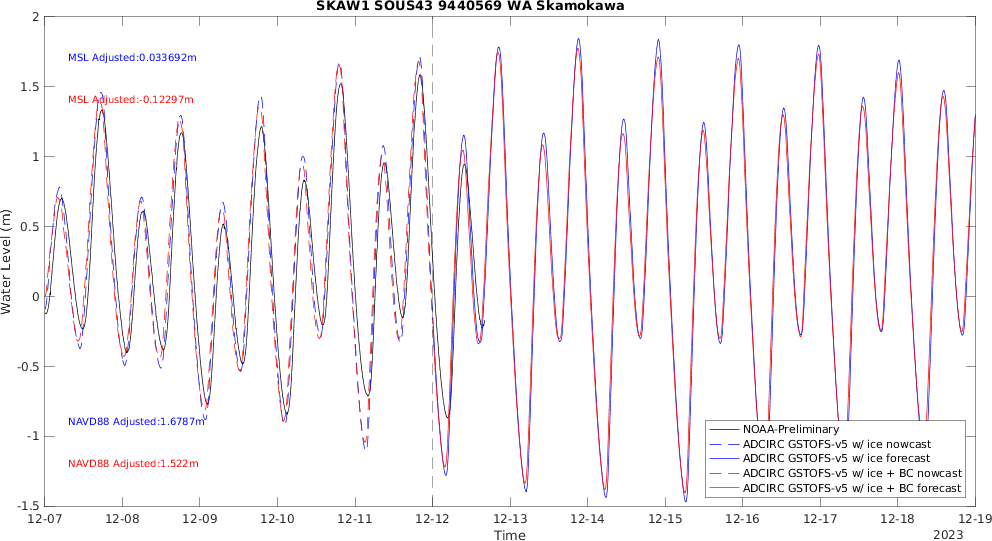 SKAW1 SOUS43 9440569 WA Skamokawa
MSL Adjusted:0.033692m
MSL Adjusted:-0.12297m
NAVD88 Adjusted:1.6787m
NAVD88 Adjusted:1.522m
Water Level (m)
2
1.5
1
0.5
0
-0.5
-1
-1.5
NOAA-Preliminary
ADCIRC GSTOFS-v5 w/ ice nowcast
ADCIRC GSTOFS-v5 w/ ice forecast
ADCIRC GSTOFS-v5 w/ ice + BC nowcast
ADCIRC GSTOFS-v5 w/ ice + BC forecast
12-07 12-08 12-09 12-10 12-11 12-12 12-13 12-14 12-15 12-16 12-17 12-18 12-19
Time
2023